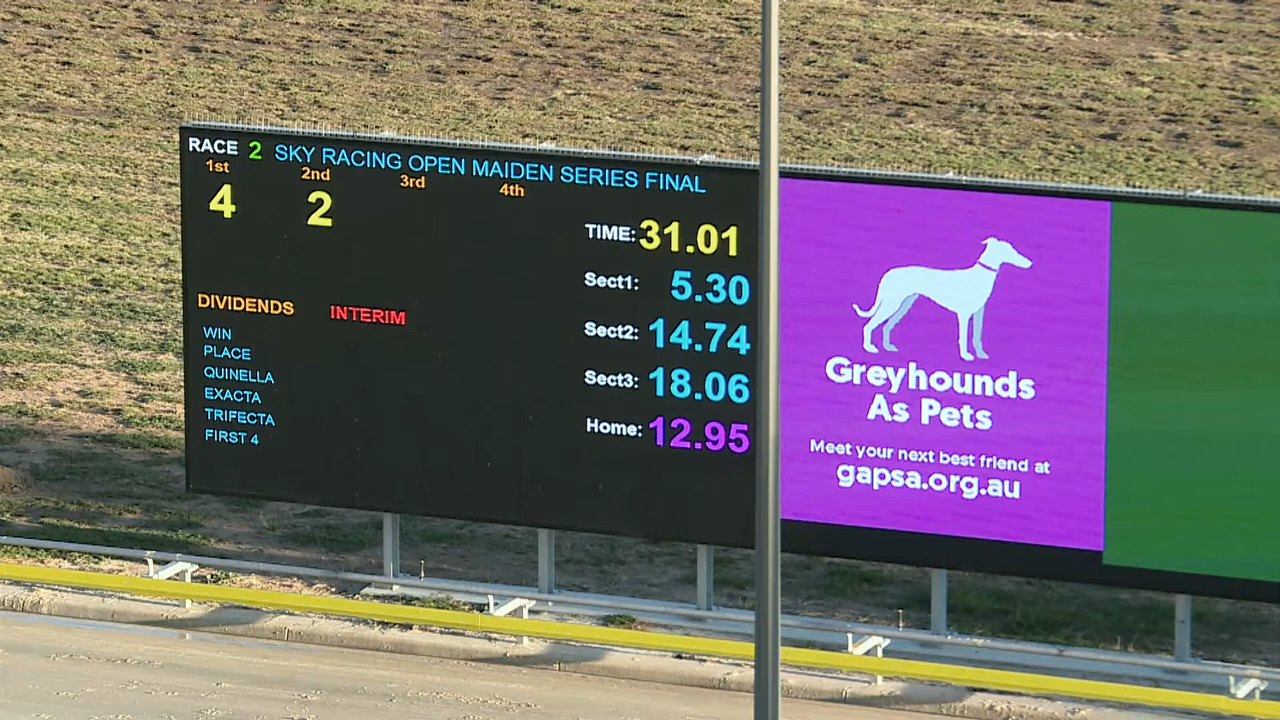 RACE 2 SKY RACING OPEN MAIDEN SERIES FINAL
1st 2nd 3rd 4th
4 2
TIME: 31.01
Sect1: 5.30
Sect2: 14.74
Sect3: 18.06
Home: 12.95
DIVIDENDS INTERIM
WIN
PLACE
QUINELLA
EXACTA
TRIFECTA
FIRST 4
Greyhounds
As Pets
Meet your next best friend at
gapsa.org.au